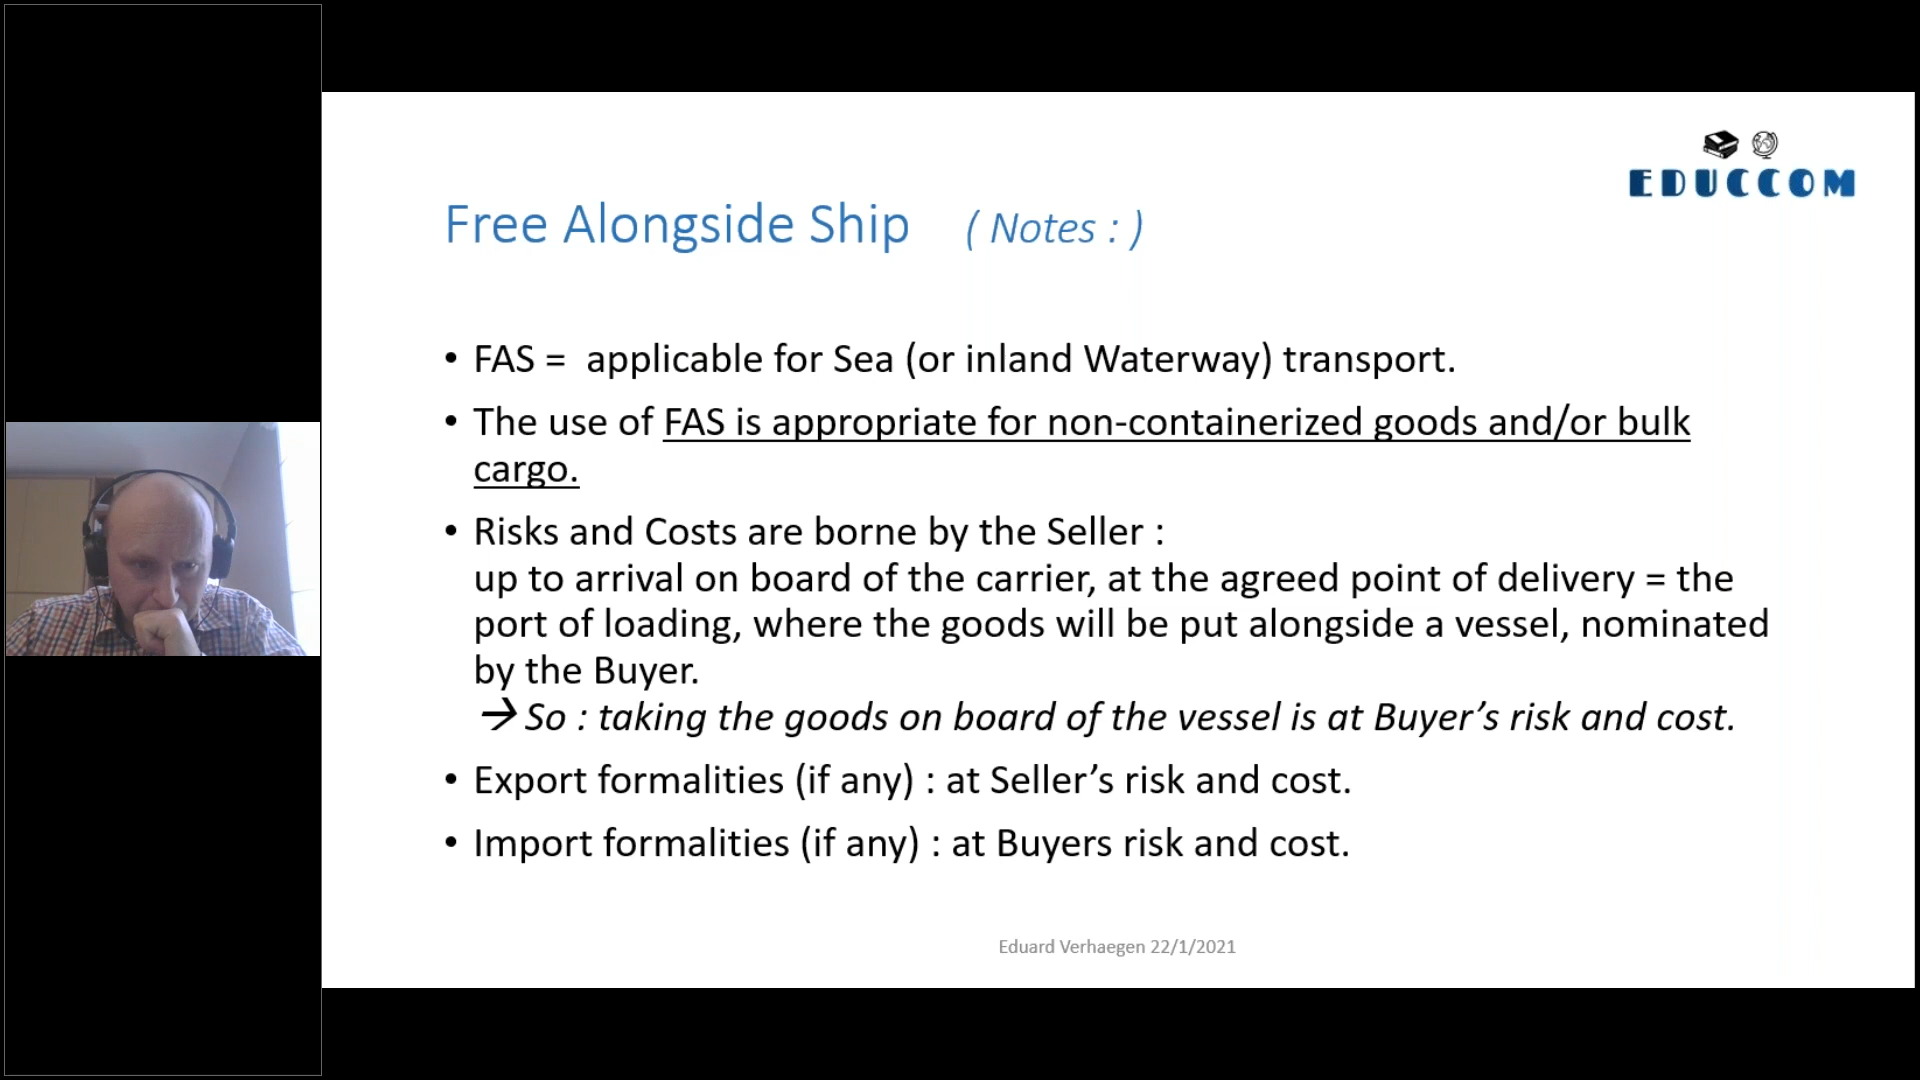 EDUCCOM
Free Alongside Ship ( Notes : )
• FAS = applicable for Sea (or inland Waterway) transport.
• The use of FAS is appropriate for non-containerized goods and/or bulk
cargo.
• Risks and Costs are borne by the Seller :
up to arrival on board of the carrier, at the agreed point of delivery = the
port of loading, where the goods will be put alongside a vessel, nominated
by the Buyer.
→ So : taking the goods on board of the vessel is at Buyer’s risk and cost.
• Export formalities (if any) : at Seller’s risk and cost.
• Import formalities (if any) : at Buyers risk and cost.
Eduard Verhaegen 22/1/2021